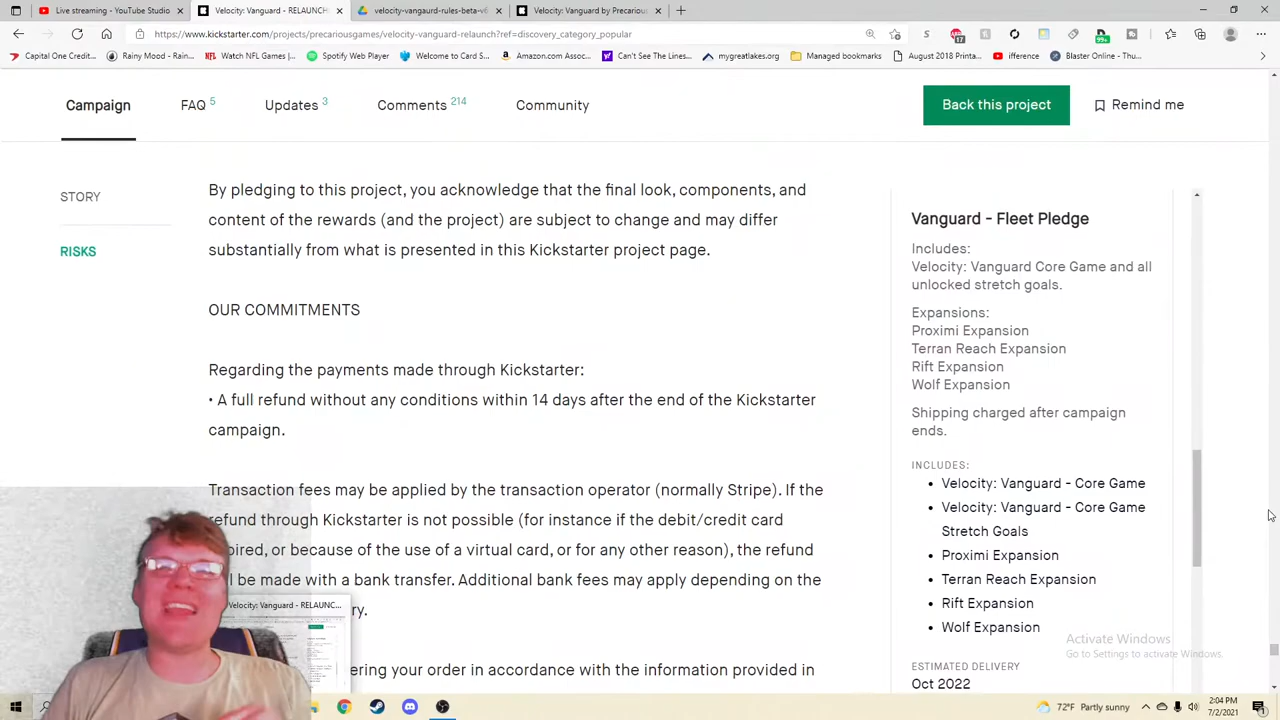 Live streaming - YouTube Studio
Velocity: Vanguard - RELAUNCH
velocity-vangaurd-rules-beta-v6
Velocity: Vanguard by Precarious
https://www.kickstarter.com/projects/precariousgames/velocity-vanguard-relaunch?ref=discovery_category_popular
Capital One Credit...
Rainy Mood - Rain...
Watch NFL Games |...
Spotify Web Player
Welcome to Card S...
Amazon.com,assoc...
Can't See The Lines...
mygreatlakes.org
Managed bookmarks
August 2018 Printa...
ifference
Blaster Online - Thu...
Campaign
FAQ 5
Updates 3
Comments 214
Community
Back this project
Remind me
STORY
RISKS
By pledging to this project, you acknowledge that the final look, components, and
content of the rewards (and the project) are subject to change and may differ
substantially from what is presented in this Kickstarter project page.
OUR COMMITMENTS
Regarding the payments made through Kickstarter:
• A full refund without any conditions within 14 days after the end of the Kickstarter
campaign.
Transaction fees may be applied by the transaction operator (normally Stripe). If the
refund through Kickstarter is not possible (for instance if the debit/credit card
or because of the use of a virtual card, or for any other reason), the refund
be made with a bank transfer. Additional bank fees may apply depending on the
your order in accordance with the information provided in
Vanguard - Fleet Pledge
Includes:
Velocity: Vanguard Core Game and all
unlocked stretch goals.
Expansions:
Proximi Expansion
Terran Reach Expansion
Rift Expansion
Wolf Expansion
Shipping charged after campaign
ends.
INCLUDES:
• Velocity: Vanguard - Core Game
• Velocity: Vanguard - Core Game
Stretch Goals
• Proximi Expansion
• Terran Reach Expansion
• Rift Expansion
• Wolf Expansion
ESTIMATED DELIVERY
Oct 2022
Activate Windows
Go to Settings to activate Windows.
Velocity: Vanguard - RELAUNC...
72°F Partly sunny
2:04 PM
7/2/2021